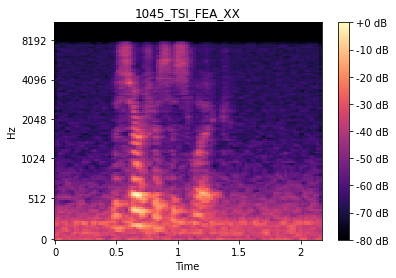 1045_TSI_FEA_XX
+0 dB
8192
-10 dB
4096
-20 dB
-30 dB
2048
Hz
-40 dB
1024
-50 dB
512
-60 dB
-70 dB
0
-80 dB
0
0.5
1
1.5
2
Time